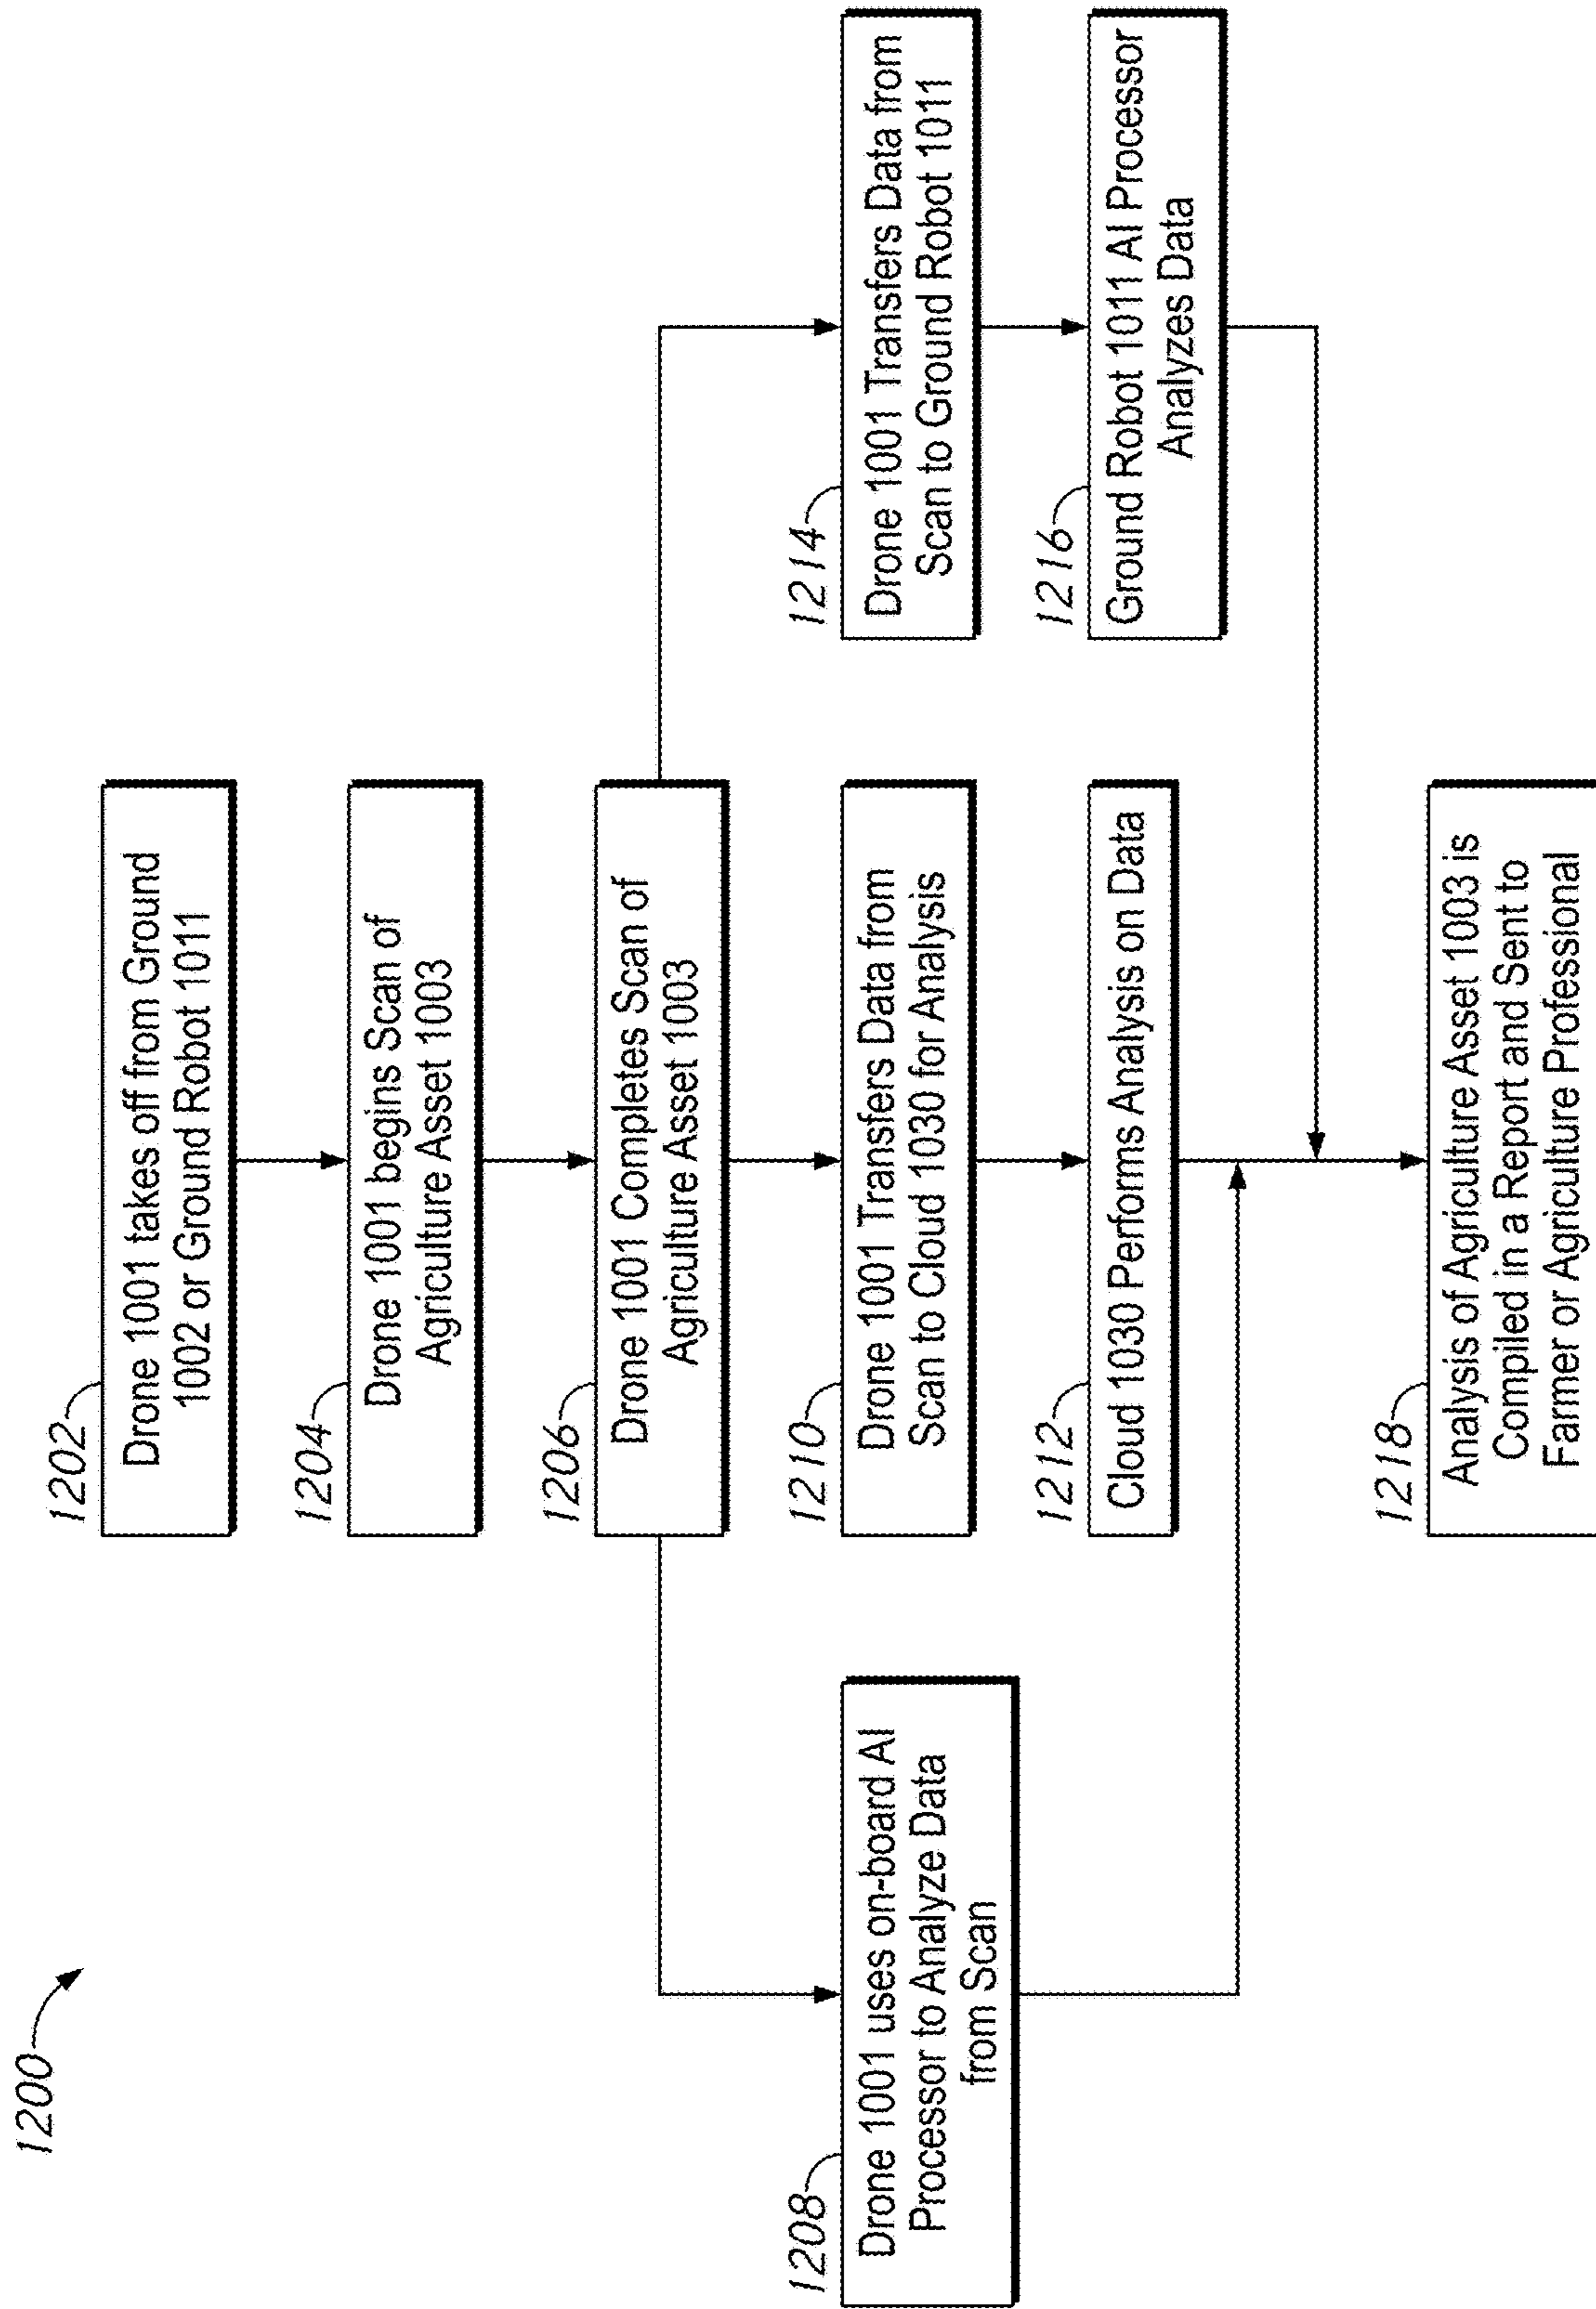 1200
1202
Drone 1001 takes off from Ground
1002 or Ground Robot 1011
1204
Drone 1001 begins Scan of
Agriculture Asset 1003
1206
Drone 1001 Completes Scan of
Agriculture Asset 1003
1208
Drone 1001 uses on-board AI
Processor to Analyze Data
from Scan
1210
Drone 1001 Transfers Data from
Scan to Cloud 1030 for Analysis
1214
Drone 1001 Transfers Data from
Scan to Ground Robot 1011
1212
Cloud 1030 Performs Analysis on Data
1216
Ground Robot 1011 AI Processor
Analyzes Data
1218
Analysis of Agriculture Asset 1003 is
Compiled in a Report and Sent to
Farmer or Agriculture Professional